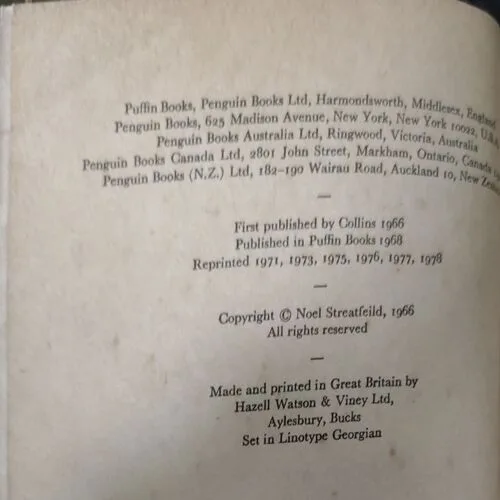 Puffin Books, Penguin Books Ltd, Harmondsworth, Middlesex, England
Penguin Books, 625 Madison Avenue, New York, New York 10022, U.S.A.
Penguin Books Australia Ltd, Ringwood, Victoria, Australia
Penguin Books Canada Ltd, 2801 John Street, Markham, Ontario, Canada
Penguin Books (N.Z.) Ltd, 182–190 Wairau Road, Auckland 10, New
—
First published by Collins 1966
Published in Puffin Books 1968
Reprinted 1971, 1973, 1975, 1976, 1977, 1978
—
Copyright © Noel Streatfeild, 1966
All rights reserved
—
Made and printed in Great Britain by
Hazell Watson & Viney Ltd,
Aylesbury, Bucks
Set in Linotype Georgian